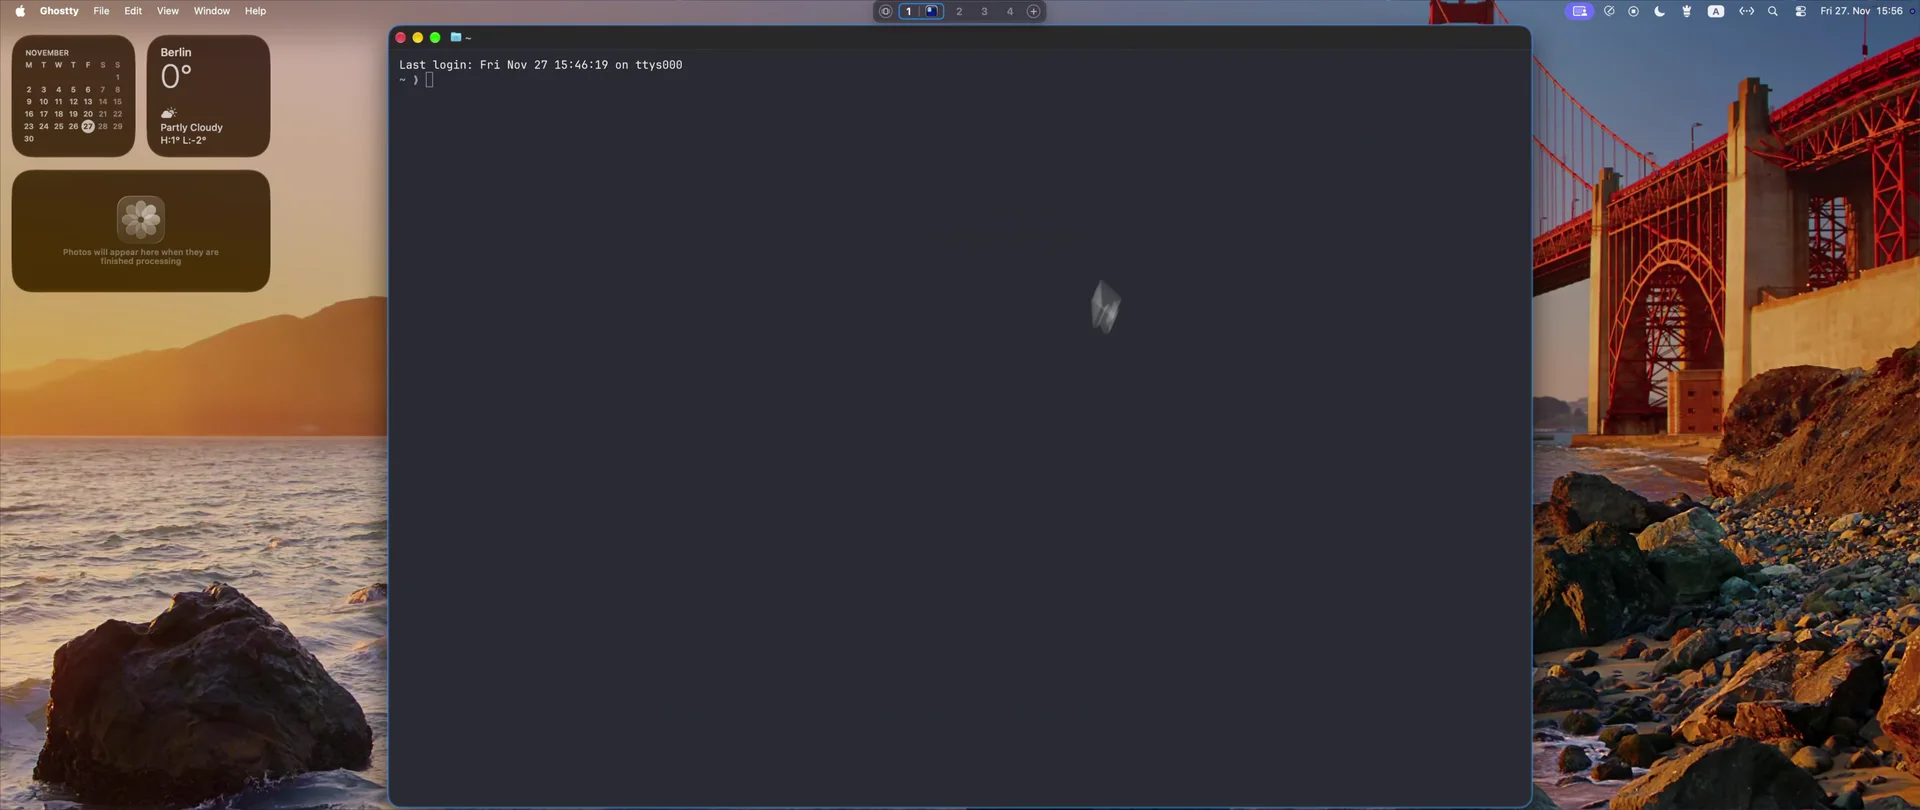 Ghostty File Edit View Window Help
1 2 3 4 +
A Fri 27. Nov 15:56
NOVEMBER
M T W T F S S
1
2 3 4 5 6 7 8
9 10 11 12 13 14 15
16 17 18 19 20 21 22
23 24 25 26 27 28 29
30
Berlin
0°
Partly Cloudy
H:1° L:-2°
Photos will appear here when they are
finished processing
~
Last login: Fri Nov 27 15:46:19 on ttys000
~ ❯